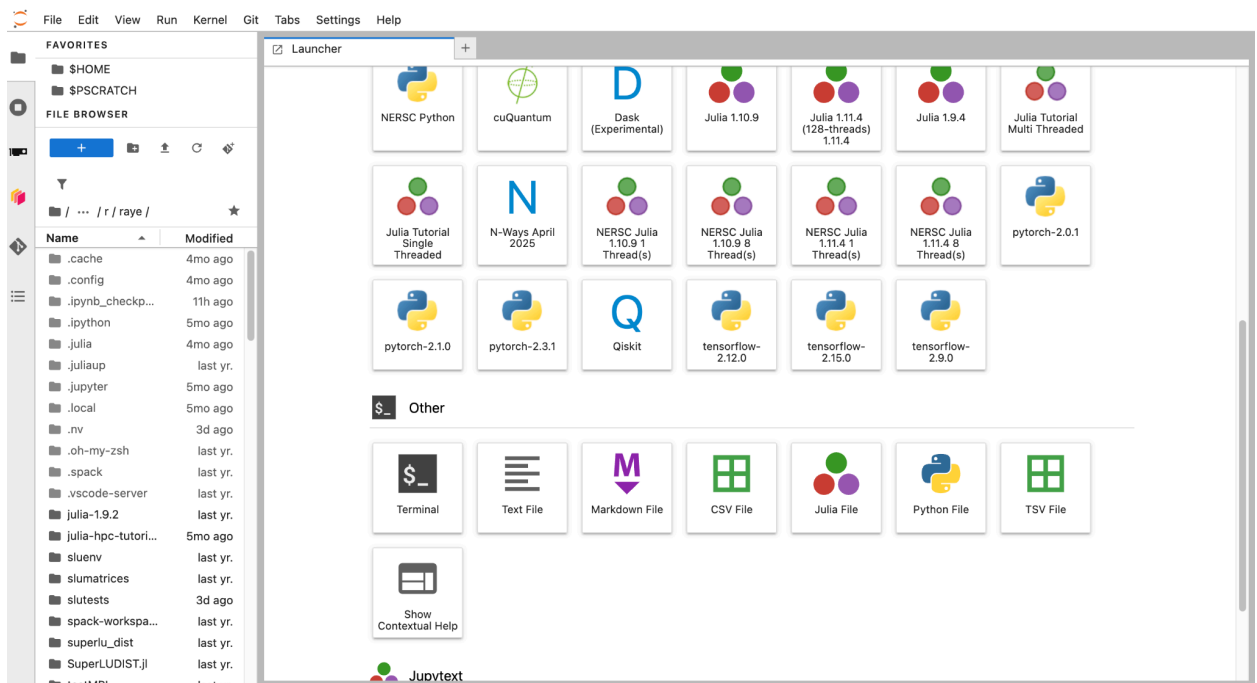 File Edit View Run Kernel Git Tabs Settings Help
FAVORITES
$HOME
$PSCRATCH
FILE BROWSER
+
/ ··· / r / raye /
Name Modified
.cache 4mo ago
.config 4mo ago
.ipynb_checkp... 11h ago
.ipython 5mo ago
.julia 4mo ago
.juliaup last yr.
.jupyter 5mo ago
.local 5mo ago
.nv 3d ago
.oh-my-zsh last yr.
.spack last yr.
.vscode-server last yr.
julia-1.9.2 last yr.
julia-hpc-tutori... 5mo ago
sluenv last yr.
slumatrices last yr.
slutests 3d ago
spack-workspa... last yr.
superlu_dist last yr.
SuperLUDIST.jl last yr.
Launcher +
D
NERSC Python
cuQuantum
Dask
(Experimental)
Julia 1.10.9
Julia 1.11.4
(128-threads)
1.11.4
Julia 1.9.4
Julia Tutorial
Multi Threaded
N
Julia Tutorial
Single
Threaded
N-Ways April
2025
NERSC Julia
1.10.9 1
Thread(s)
NERSC Julia
1.10.9 8
Thread(s)
NERSC Julia
1.11.4 1
Thread(s)
NERSC Julia
1.11.4 8
Thread(s)
pytorch-2.0.1
Q
pytorch-2.1.0
pytorch-2.3.1
Qiskit
tensorflow-
2.12.0
tensorflow-
2.15.0
tensorflow-
2.9.0
$_ Other
$_
M
Terminal
Text File
Markdown File
CSV File
Julia File
Python File
TSV File
Show
Contextual Help
Jupytext